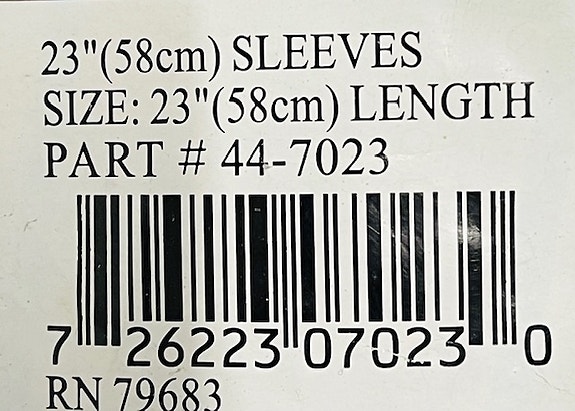 23"(58cm) SLEEVES
SIZE: 23"(58cm) LENGTH
PART # 44-7023
7 26223 07023 0
RN 79683